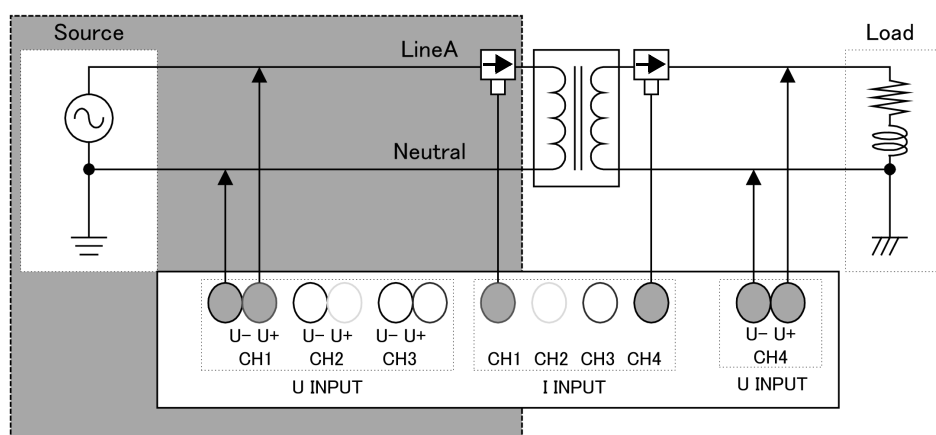 Source
LineA
Load
Neutral
U- U+
U- U+
U- U+
CH1
CH2
CH3
U INPUT
CH1
CH2
CH3
CH4
I INPUT
U- U+
CH4
U INPUT